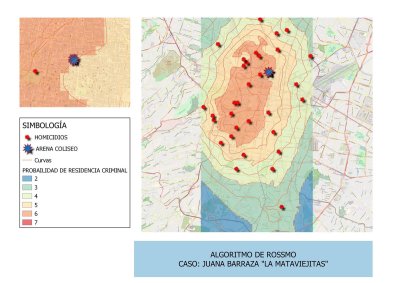 SIMBOLOGÍA
HOMICIDIOS
ARENA COLISEO
Curvas
PROBAILIDAD DE RESIDENCIA CRIMINAL
2
3
4
5
6
7
ALGORITMO DE ROSSMO
CASO: JUANA BARRAZA "LA MATAVIEJITAS"